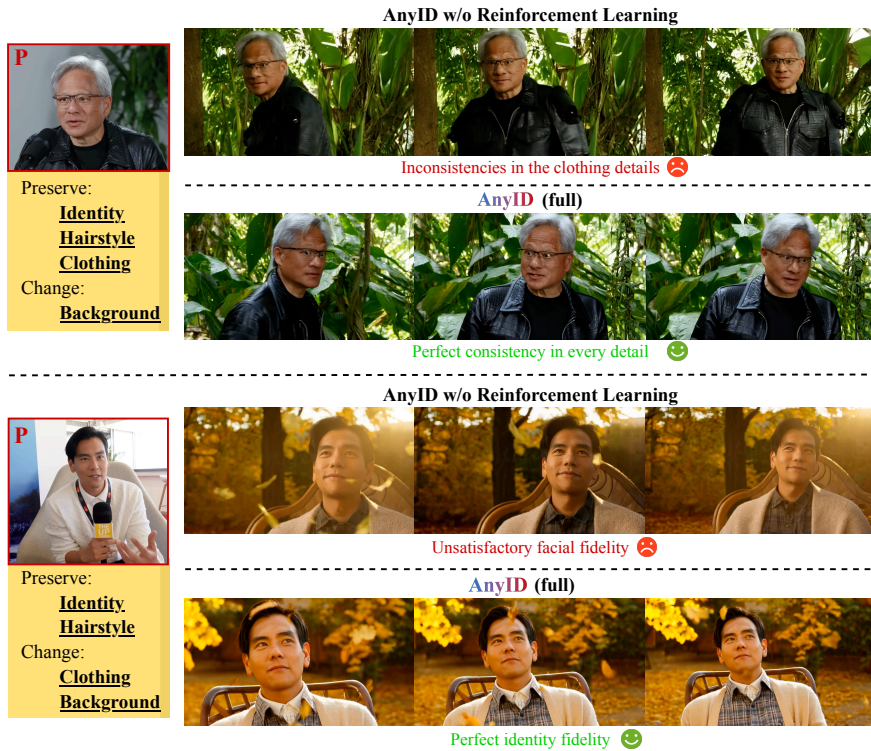 AnyID w/o Reinforcement Learning
P
Preserve:
Identity
Hairstyle
Clothing
Change:
Background
Inconsistencies in the clothing details
AnyID (full)
Perfect consistency in every detail
AnyID w/o Reinforcement Learning
P
THE
UP
Preserve:
Identity
Hairstyle
Change:
Clothing
Background
Unsatisfactory facial fidelity
AnyID (full)
Perfect identity fidelity